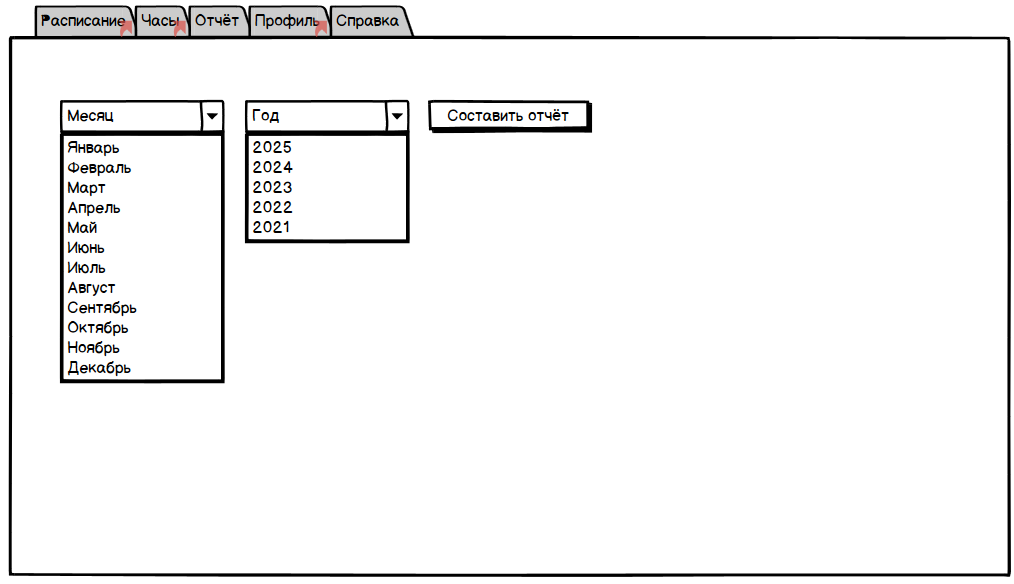 Расписание Часы Отчёт Профиль Справка
Месяц Год Составить отчёт
Январь 2025
Февраль 2024
Март 2023
Апрель 2022
Май 2021
Июнь
Июль
Август
Сентябрь
Октябрь
Ноябрь
Декабрь